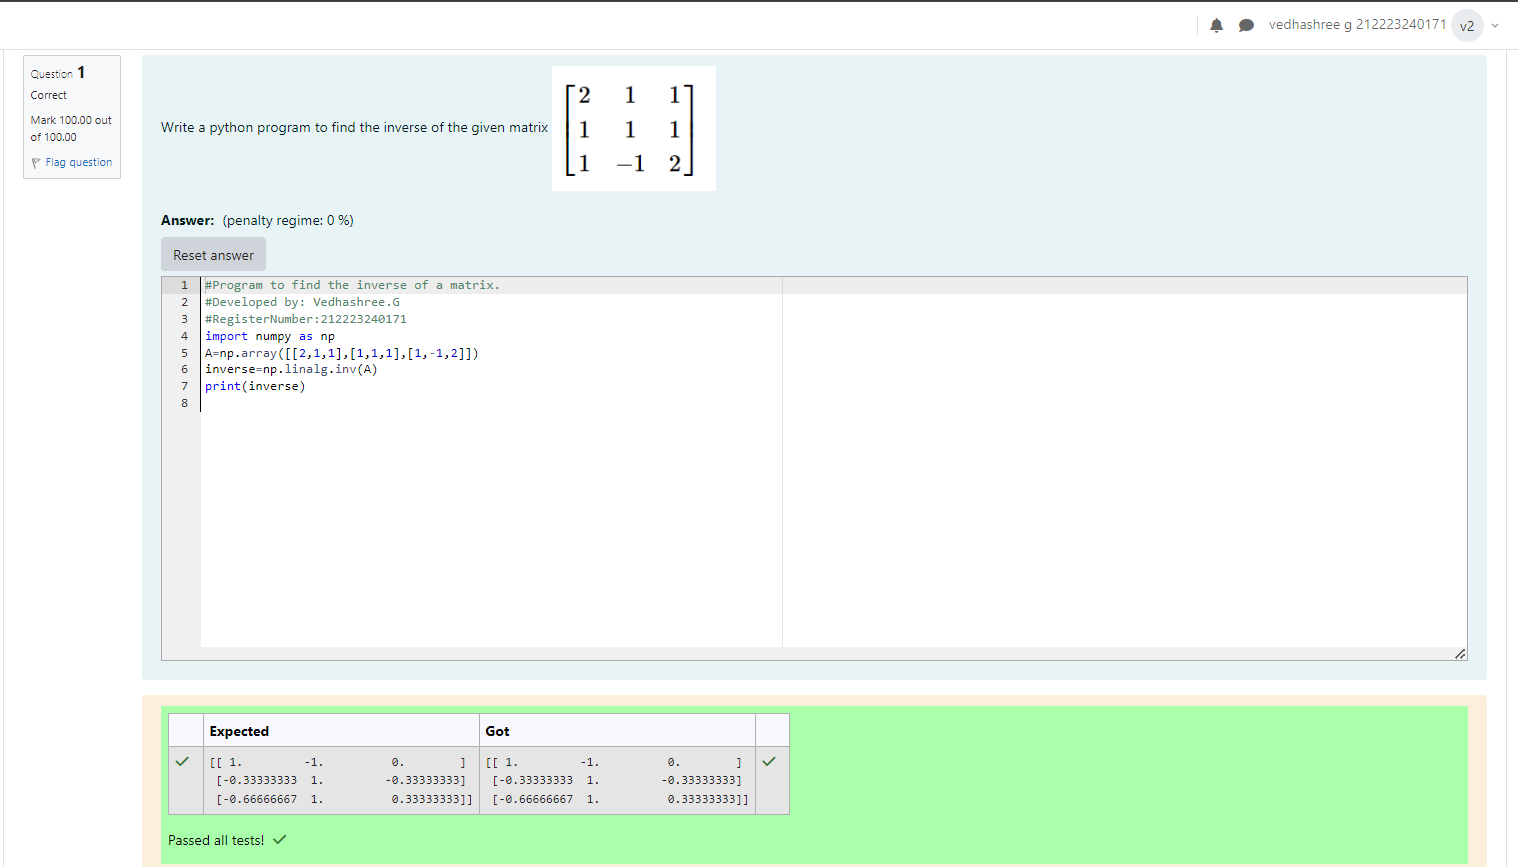 vedhashree g 212223240171 v2
Question 1
Correct
Mark 100.00 out
of 100.00
Flag question
Write a python program to find the inverse of the given matrix
2 1 1
1 1 1
1 −1 2
Answer: (penalty regime: 0 %)
Reset answer
1 #Program to find the inverse of a matrix.
2 #Developed by: Vedhashree.G
3 #RegisterNumber:212223240171
4 import numpy as np
5 A=np.array([[2,1,1],[1,1,1],[1,-1,2]])
6 inverse=np.linalg.inv(A)
7 print(inverse)
8
Expected Got
[[ 1. -1. 0. ] [[ 1. -1. 0. ]
[-0.33333333 1. -0.33333333] [-0.33333333 1. -0.33333333]
[-0.66666667 1. 0.33333333]] [-0.66666667 1. 0.33333333]]
Passed all tests!